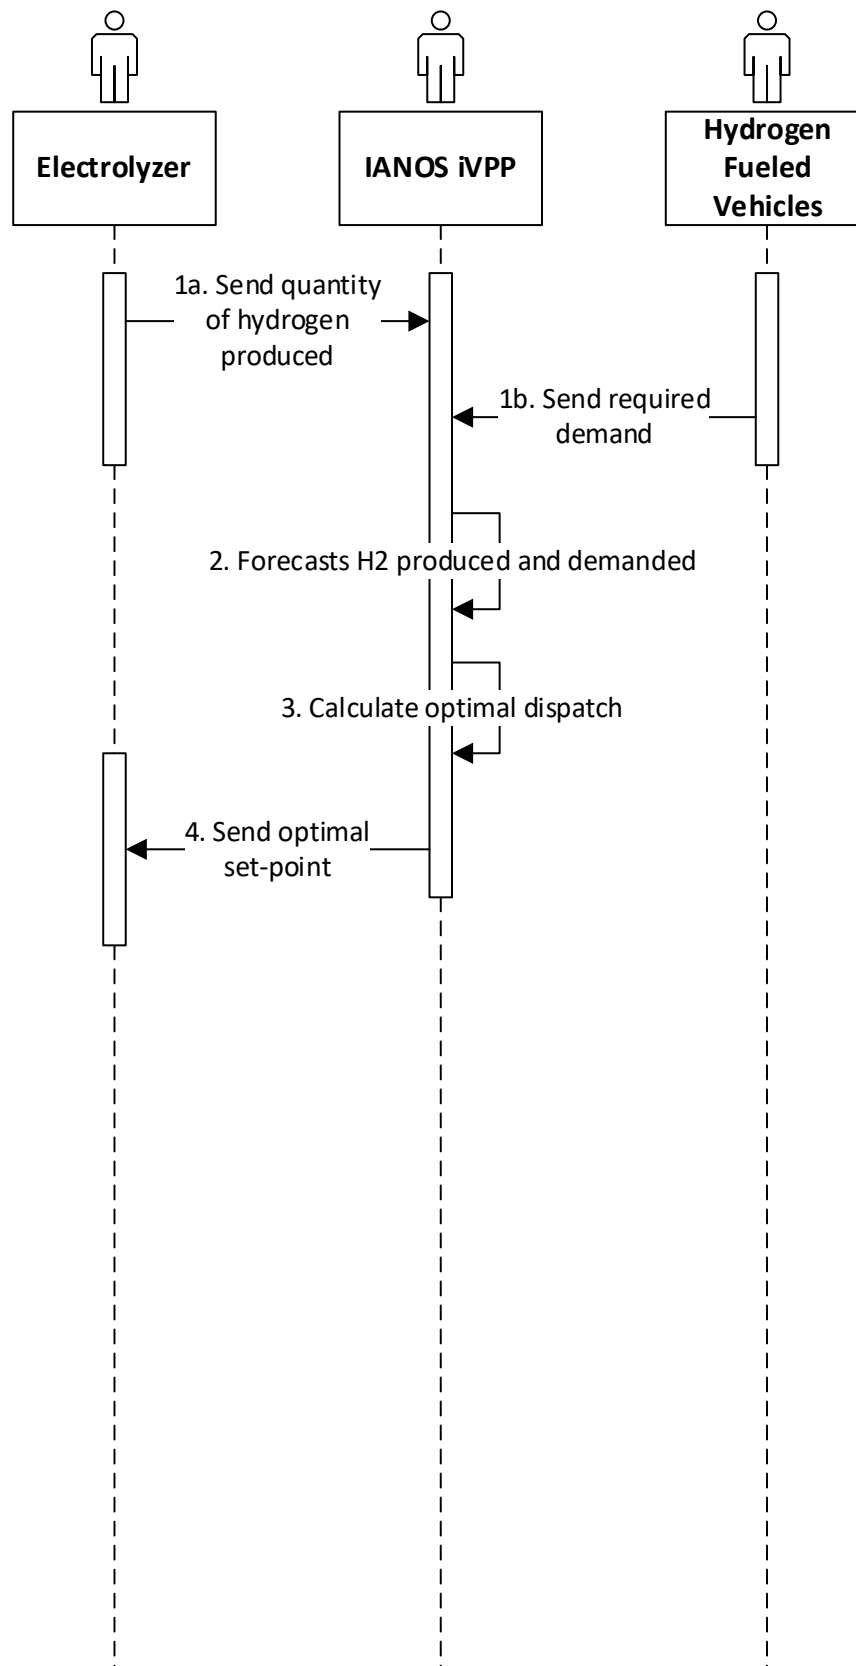 Electrolyzer
IANOS iVPP
Hydrogen
Fueled
Vehicles
1a. Send quantity
of hydrogen
produced
1b. Send required
demand
2. Forecasts H2 produced and demanded
3. Calculate optimal dispatch
4. Send optimal
set-point